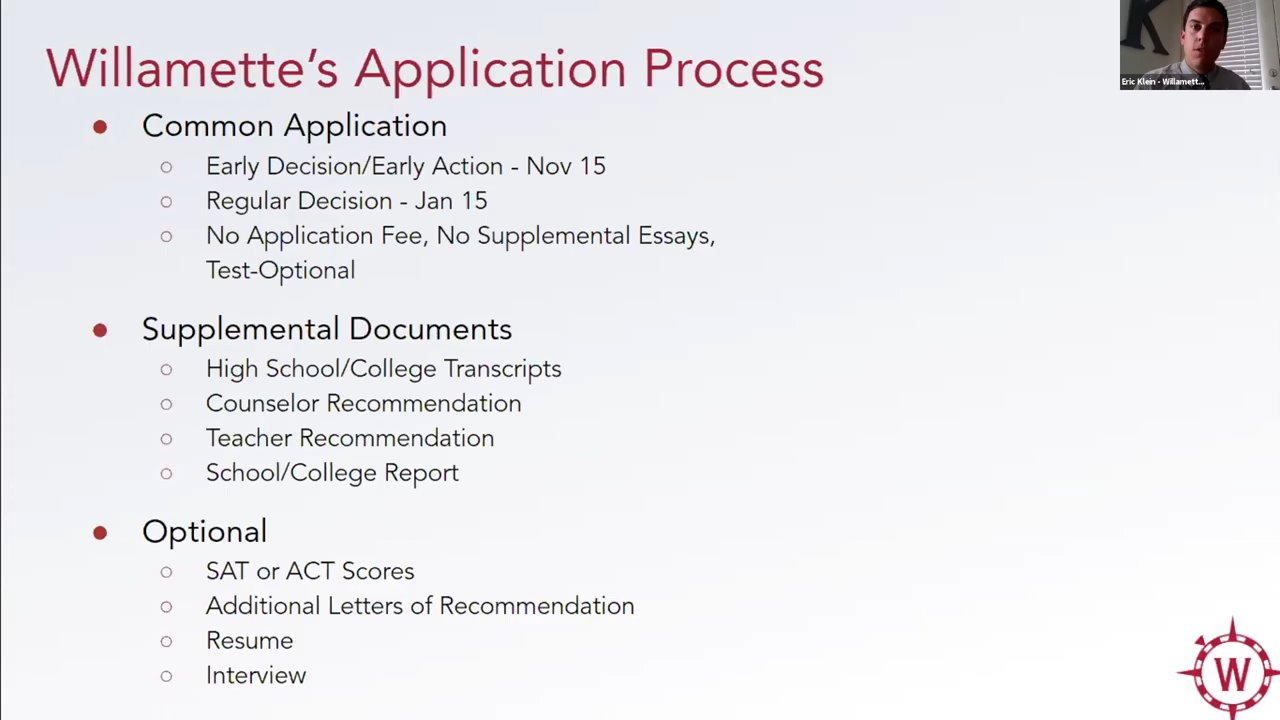 Willamette's Application Process
Eric Klein - Willamett...
● Common Application
○ Early Decision/Early Action - Nov 15
○ Regular Decision - Jan 15
○ No Application Fee, No Supplemental Essays,
Test-Optional
● Supplemental Documents
○ High School/College Transcripts
○ Counselor Recommendation
○ Teacher Recommendation
○ School/College Report
● Optional
○ SAT or ACT Scores
○ Additional Letters of Recommendation
○ Resume
○ Interview
K
W